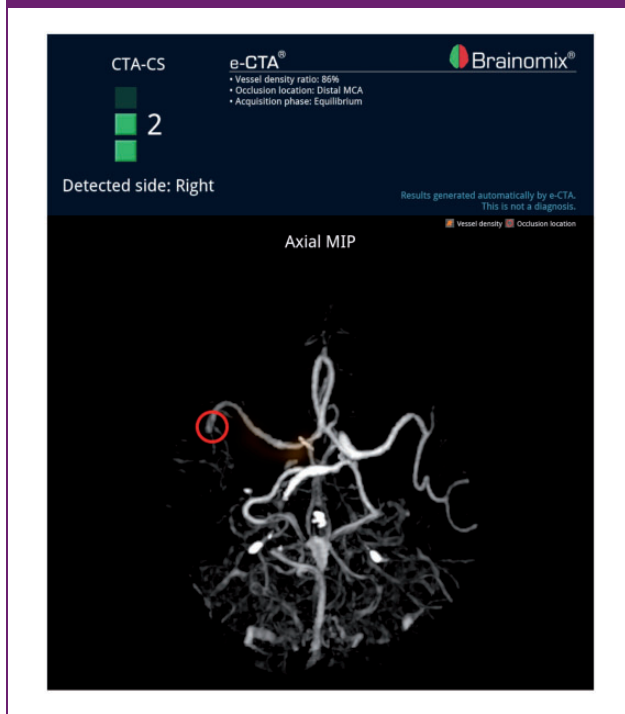 CTA-CS
2
Detected side: Right
e-CTA®
• Vessel density ratio: 86%
• Occlusion location: Distal MCA
• Acquisition phase: Equilibrium
Brainomix®
Results generated automatically by e-CTA.
This is not a diagnosis.
Vessel density Occlusion location
Axial MIP